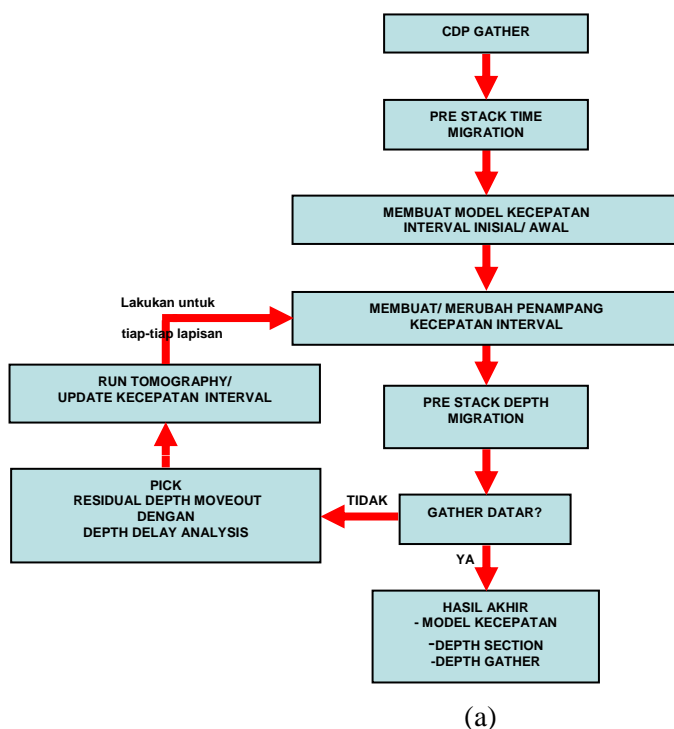 CDP GATHER
PRE STACK TIME
MIGRATION
MEMBUAT MODEL KECEPATAN
INTERVAL INISIAL/ AWAL
Lakukan untuk
tiap-tiap lapisan
MEMBUAT/ MERUBAH PENAMPANG
KECEPATAN INTERVAL
RUN TOMOGRAPHY/
UPDATE KECEPATAN INTERVAL
PRE STACK DEPTH
MIGRATION
PICK
RESIDUAL DEPTH MOVEOUT
DENGAN
DEPTH DELAY ANALYSIS
TIDAK
GATHER DATAR?
YA
HASIL AKHIR
- MODEL KECEPATAN
-DEPTH SECTION
-DEPTH GATHER
(a)